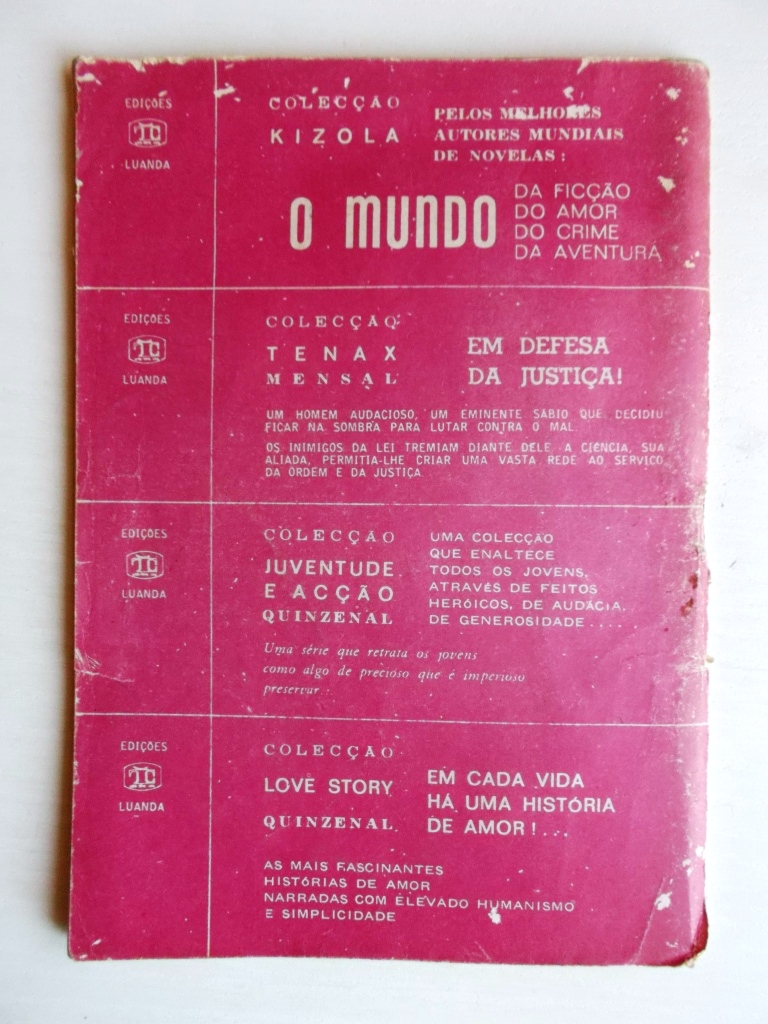 EDIÇÕES
TC
LUANDA
COLECÇÃO
KIZOLA
PELOS MELHORES
AUTORES MUNDIAIS
DE NOVELAS :
O MUNDO
DA FICÇÃO
DO AMOR
DO CRIME
DA AVENTURA
EDIÇÕES
TC
LUANDA
COLECÇÃO
TENAX
MENSAL
EM DEFESA
DA JUSTIÇA!
UM HOMEM AUDACIOSO, UM EMINENTE SÁBIO QUE DECIDIU
FICAR NA SOMBRA PARA LUTAR CONTRA O MAL.
OS INIMIGOS DA LEI TREMIAM DIANTE DELE A CIÊNCIA, SUA
ALIADA, PERMITIA-LHE CRIAR UMA VASTA REDE AO SERVIÇO
DA ORDEM E DA JUSTIÇA.
EDIÇÕES
TC
LUANDA
COLECÇÃO
JUVENTUDE
E ACÇÃO
QUINZENAL
UMA COLECÇÃO
QUE ENALTECE
TODOS OS JOVENS,
ATRAVÉS DE FEITOS
HERÓICOS, DE AUDÁCIA,
DE GENEROSIDADE....
Uma série que retrata os jovens
como algo de precioso que é imperioso
preservar.
EDIÇÕES
TC
LUANDA
COLECÇÃO
LOVE STORY
QUINZENAL
EM CADA VIDA
HÁ UMA HISTÓRIA
DE AMOR!...
AS MAIS FASCINANTES
HISTÓRIAS DE AMOR
NARRADAS COM ELEVADO HUMANISMO
E SIMPLICIDADE